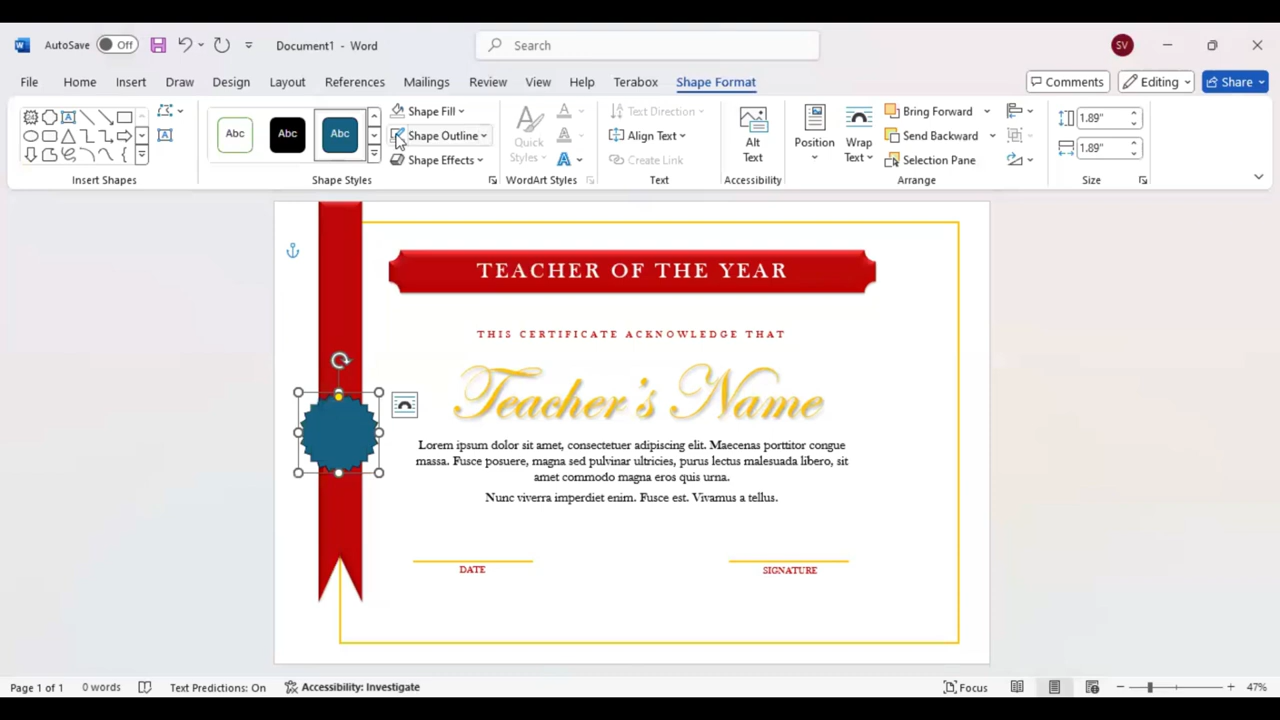 AutoSave Off Document1 - Word Search SV
File Home Insert Draw Design Layout References Mailings Review View Help Terabox Shape Format Comments Editing Share
Abc Abc Abc
Shape Fill
Shape Outline
Shape Effects
Quick
Styles
Text Direction
Align Text
Create Link
Alt
Text
Position
Wrap
Text
Bring Forward
Send Backward
Selection Pane
1.89"
1.89"
Insert Shapes Shape Styles WordArt Styles Text Accessibility Arrange Size
TEACHER OF THE YEAR
THIS CERTIFICATE ACKNOWLEDGE THAT
Teacher's Name
Lorem ipsum dolor sit amet, consectetuer adipiscing elit. Maecenas porttitor congue
massa. Fusce posuere, magna sed pulvinar ultricies, purus lectus malesuada libero, sit
amet commodo magna eros quis urna.
Nunc viverra imperdiet enim. Fusce est. Vivamus a tellus.
DATE SIGNATURE
Page 1 of 1 0 words Text Predictions: On Accessibility: Investigate Focus 47%